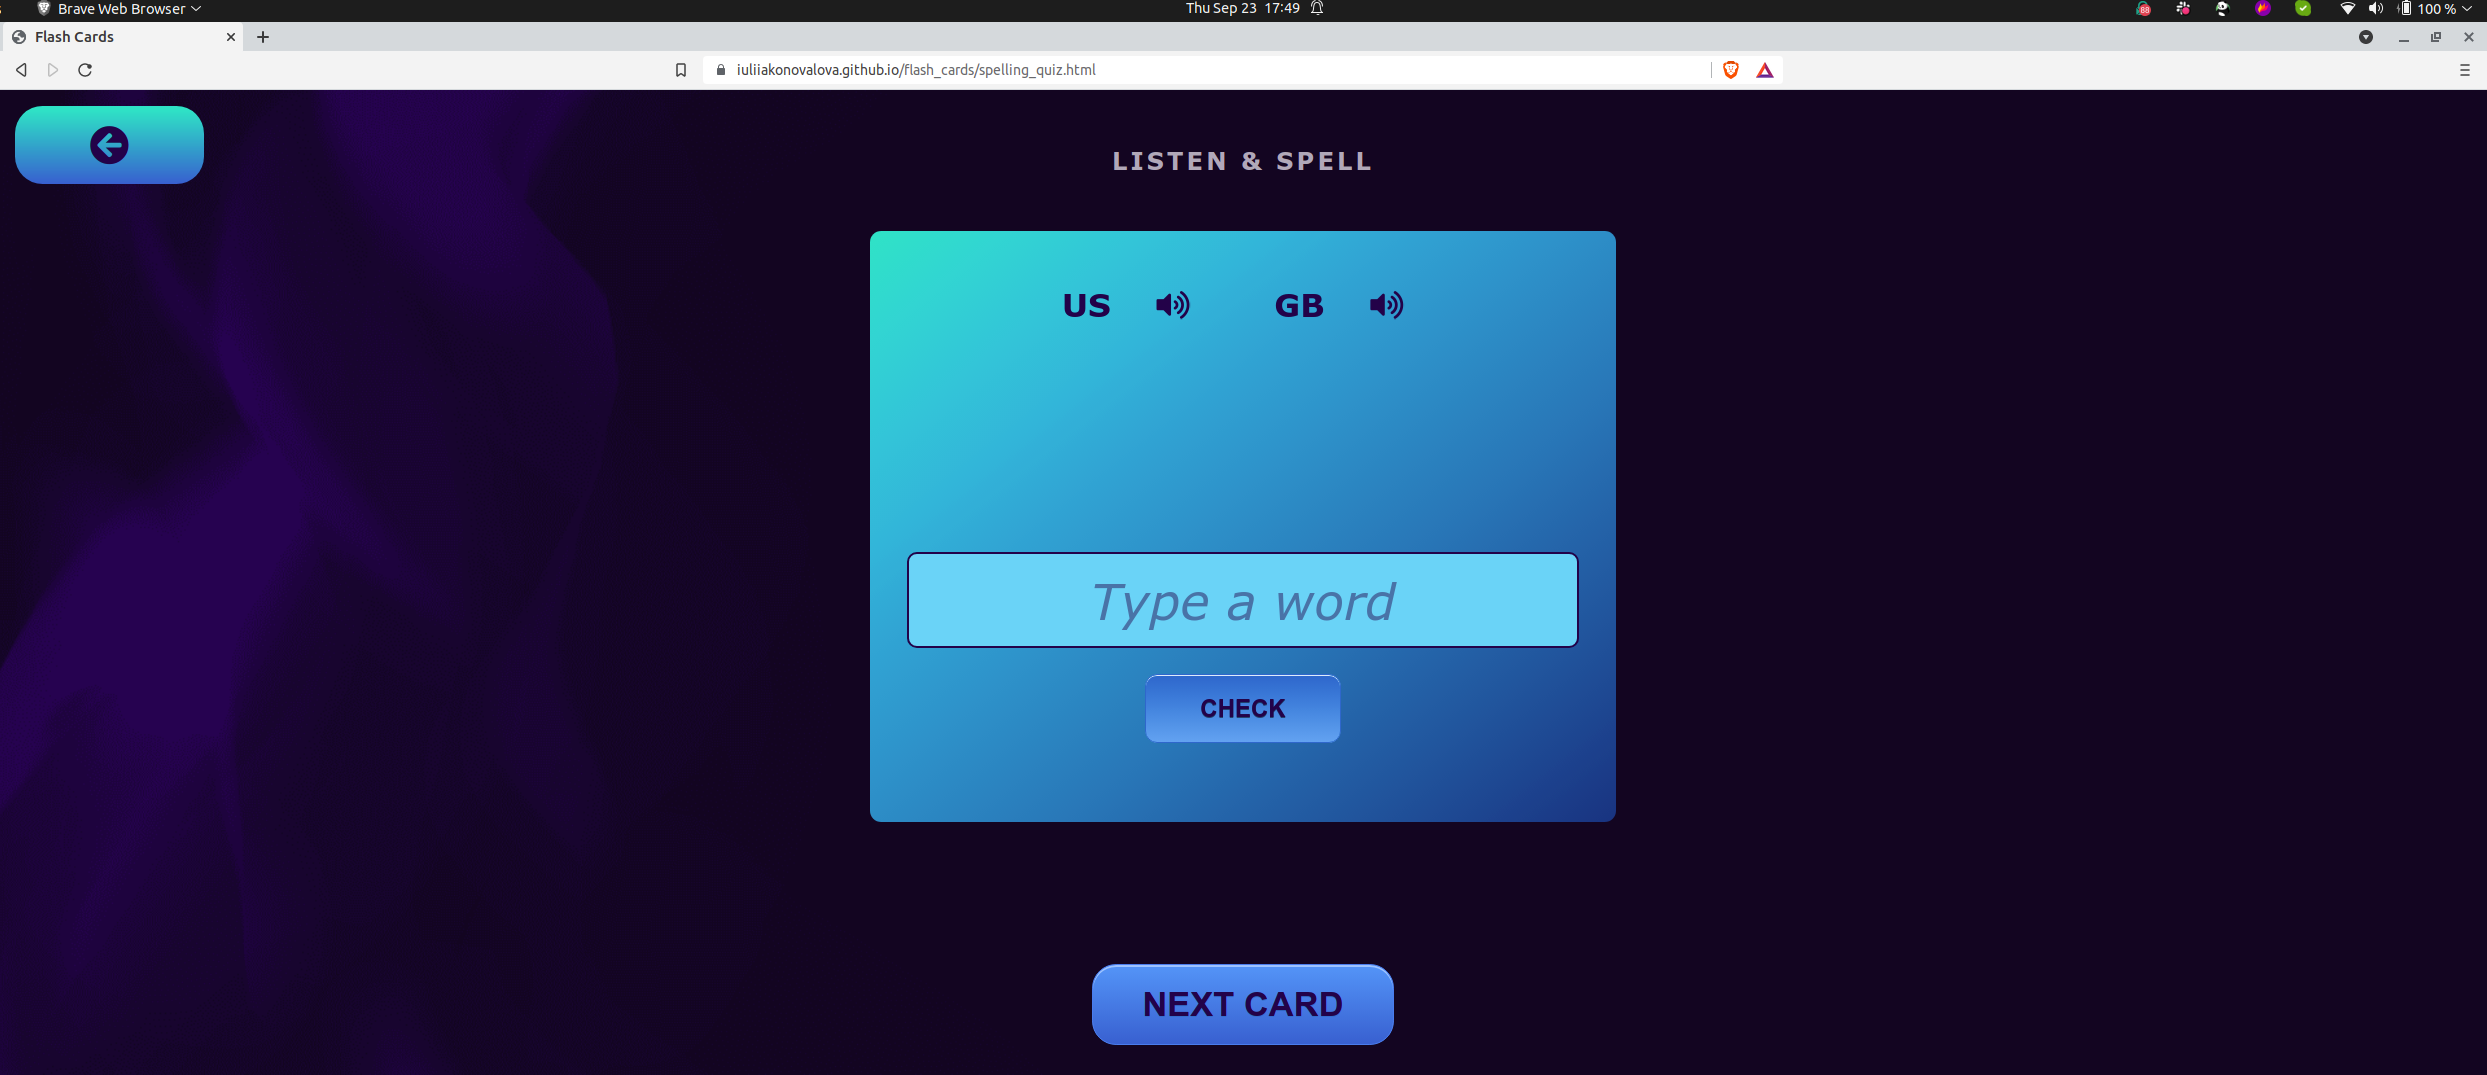 Brave Web Browser
Thu Sep 23 17:49
100 %
Flash Cards
iuliiakonovalova.github.io/flash_cards/spelling_quiz.html
LISTEN & SPELL
US GB
Type a word
CHECK
NEXT CARD